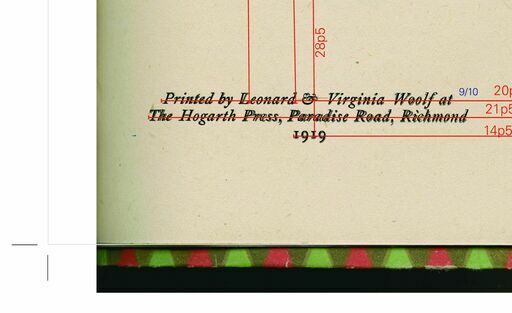 28p5
Printed by Leonard & Virginia Woolf at
9/10
20p
The Hogarth Press, Paradise Road, Richmond
21p5
1919
14p5